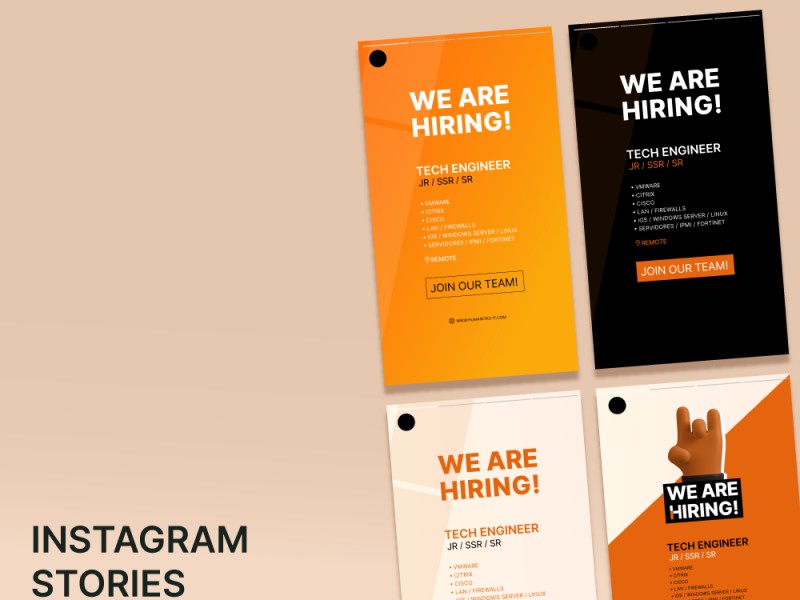 WE ARE
HIRING!
TECH ENGINEER
JR / SSR / SR
• VMWARE
• CITRIX
• CISCO
• LAN / FIREWALLS
• IOS / WINDOWS SERVER / LINUX
• SERVIDORES / IPMI / FORTINET
REMOTE
JOIN OUR TEAM!
WE ARE
HIRING!
TECH ENGINEER
JR / SSR / SR
• VMWARE
• CITRIX
• CISCO
• LAN / FIREWALLS
• IOS / WINDOWS SERVER / LINUX
• SERVIDORES / IPMI / FORTINET
REMOTE
JOIN OUR TEAM!
WE ARE
HIRING!
TECH ENGINEER
JR / SSR / SR
• VMWARE
• CITRIX
• CISCO
• LAN / FIREWALLS
• IOS / WINDOWS SERVER / LINUX
WE ARE
HIRING!
TECH ENGINEER
JR / SSR / SR
• VMWARE
• CITRIX
• CISCO
• LAN / FIREWALLS
• IOS / WINDOWS SERVER / LINUX
INSTAGRAM
STORIES